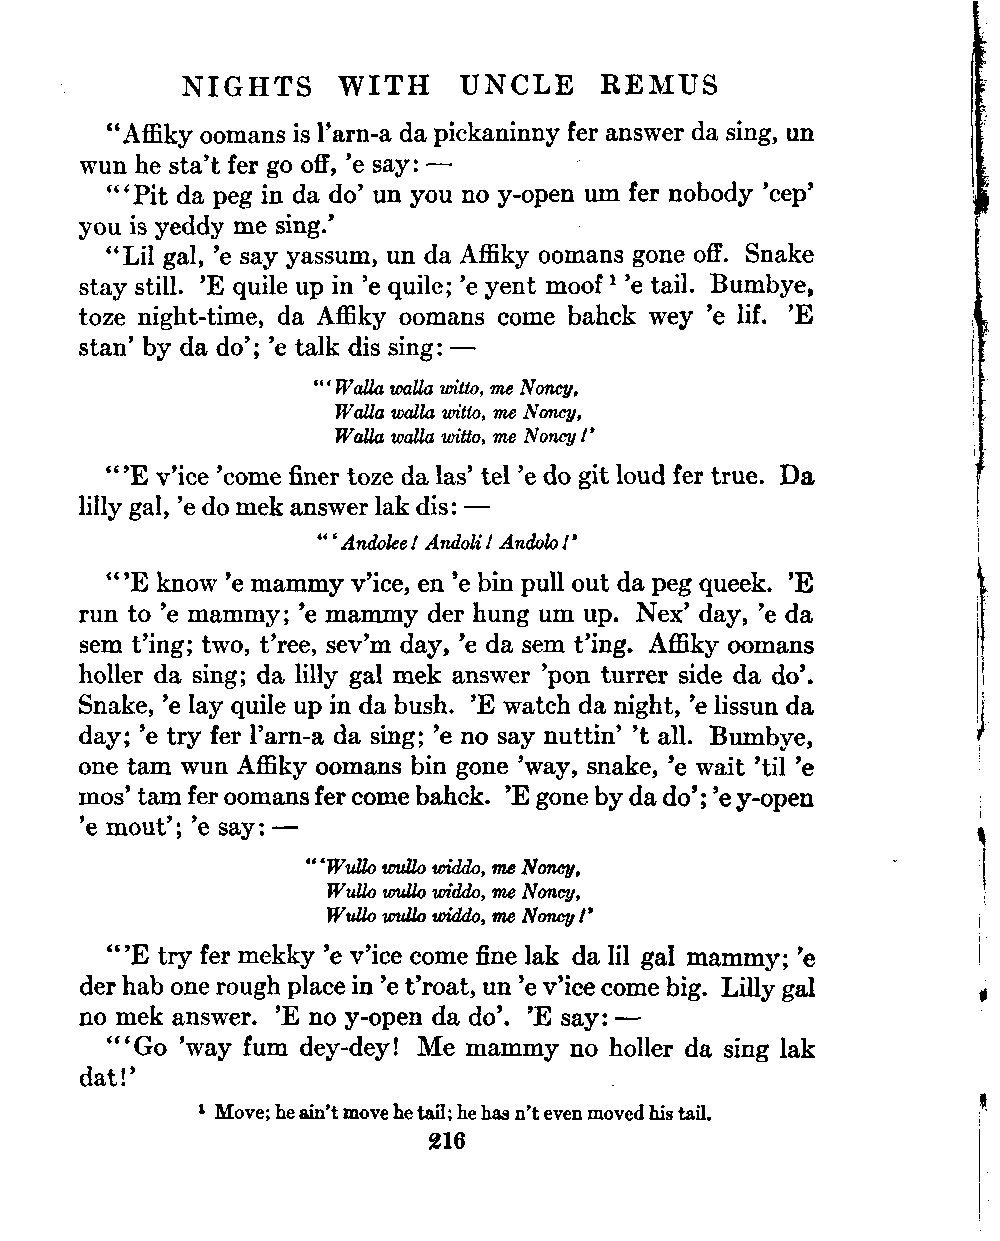 NIGHTS WITH UNCLE REMUS
“Affiky oomans is l’arn-a da pickaninny fer answer da sing, un
wun he sta’t fer go off, ’e say: —
“‘Pit da peg in da do’ un you no y-open um fer nobody ’cep’
you is yeddy me sing.’
“Lil gal, ’e say yassum, un da Affiky oomans gone off. Snake
stay still. ’E quile up in ’e quile; ’e yent moof ¹ ’e tail. Bumbye,
toze night-time, da Affiky oomans come bahck wey ’e lif. ’E
stan’ by da do’; ’e talk dis sing: —
“‘Walla walla witto, me Noncy,
Walla walla witto, me Noncy,
Walla walla witto, me Noncy!’
“’E v’ice ’come finer toze da las’ tel ’e do git loud fer true. Da
lilly gal, ’e do mek answer lak dis: —
“‘Andolee! Andoli! Andolo!’
“’E know ’e mammy v’ice, en ’e bin pull out da peg queek. ’E
run to ’e mammy; ’e mammy der hung um up. Nex’ day, ’e da
sem t’ing; two, t’ree, sev’m day, ’e da sem t’ing. Affiky oomans
holler da sing; da lilly gal mek answer ’pon turrer side da do’.
Snake, ’e lay quile up in da bush. ’E watch da night, ’e lissun da
day; ’e try fer l’arn-a da sing; ’e no say nuttin’ ’t all. Bumbye,
one tam wun Affiky oomans bin gone ’way, snake, ’e wait ’til ’e
mos’ tam fer oomans fer come bahck. ’E gone by da do’; ’e y-open
’e mout’; ’e say: —
“‘Wullo wullo widdo, me Noncy,
Wullo wullo widdo, me Noncy,
Wullo wullo widdo, me Noncy!’
“’E try fer mekky ’e v’ice come fine lak da lil gal mammy; ’e
der hab one rough place in ’e t’roat, un ’e v’ice come big. Lilly gal
no mek answer. ’E no y-open da do’. ’E say: —
“‘Go ’way fum dey-dey! Me mammy no holler da sing lak
dat!’
¹ Move; he ain’t move he tail; he has n’t even moved his tail.
216